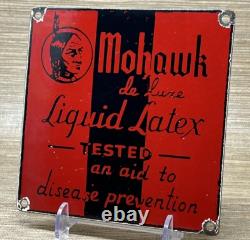 Mohawk
de Luxe
Liquid Latex
— TESTED —
an aid to
disease prevention